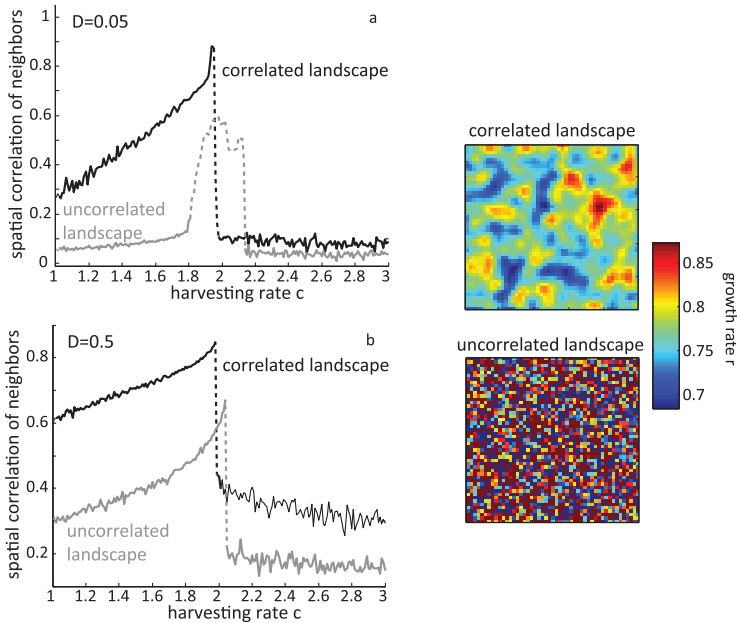 D=0.05
a
spatial correlation of neighbors
1
0.8
0.6
0.4
0.2
0
correlated landscape
uncorrelated
landscape
1 1.2 1.4 1.6 1.8 2 2.2 2.4 2.6 2.8 3
harvesting rate c
D=0.5
b
spatial correlation of neighbors
0.8
0.6
0.4
0.2
correlated landscape
uncorrelated
landscape
1 1.2 1.4 1.6 1.8 2 2.2 2.4 2.6 2.8 3
harvesting rate c
correlated landscape
uncorrelated landscape
0.85
0.8
0.75
0.7
growth rate r